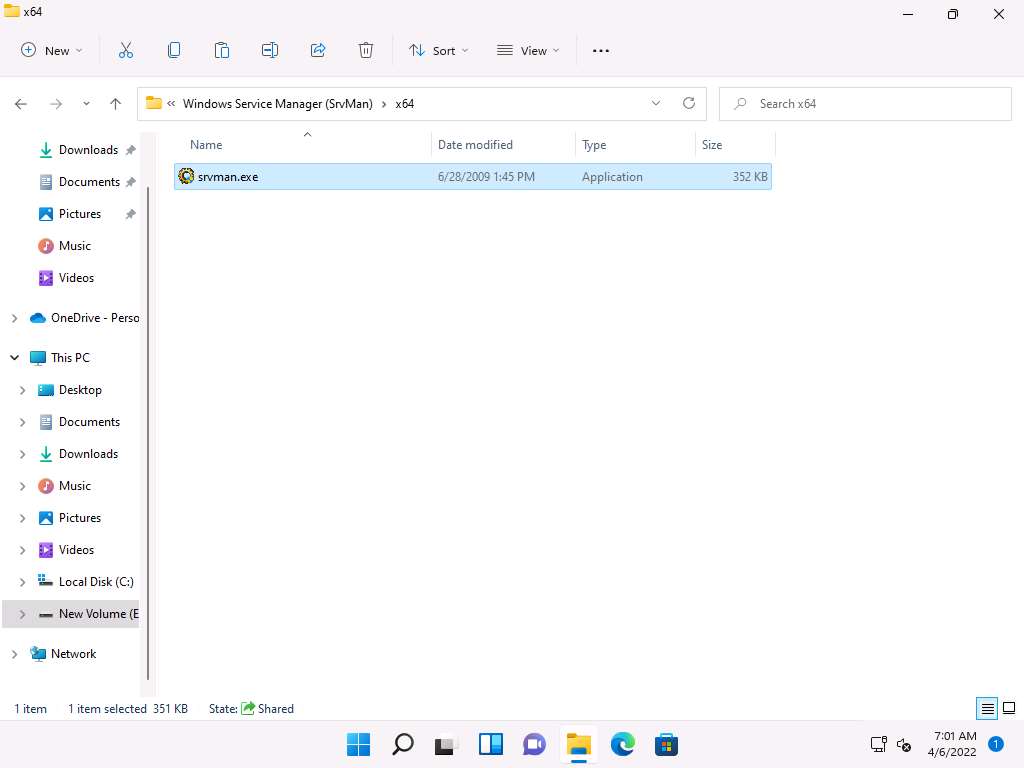 x64
New
Sort
View
« Windows Service Manager (SrvMan) › x64
Search x64
Name Date modified Type Size
srvman.exe 6/28/2009 1:45 PM Application 352 KB
Downloads
Documents
Pictures
Music
Videos
OneDrive - Perso
This PC
Desktop
Documents
Downloads
Music
Pictures
Videos
Local Disk (C:)
New Volume (E
Network
1 item 1 item selected 351 KB State: Shared
7:01 AM
4/6/2022
1